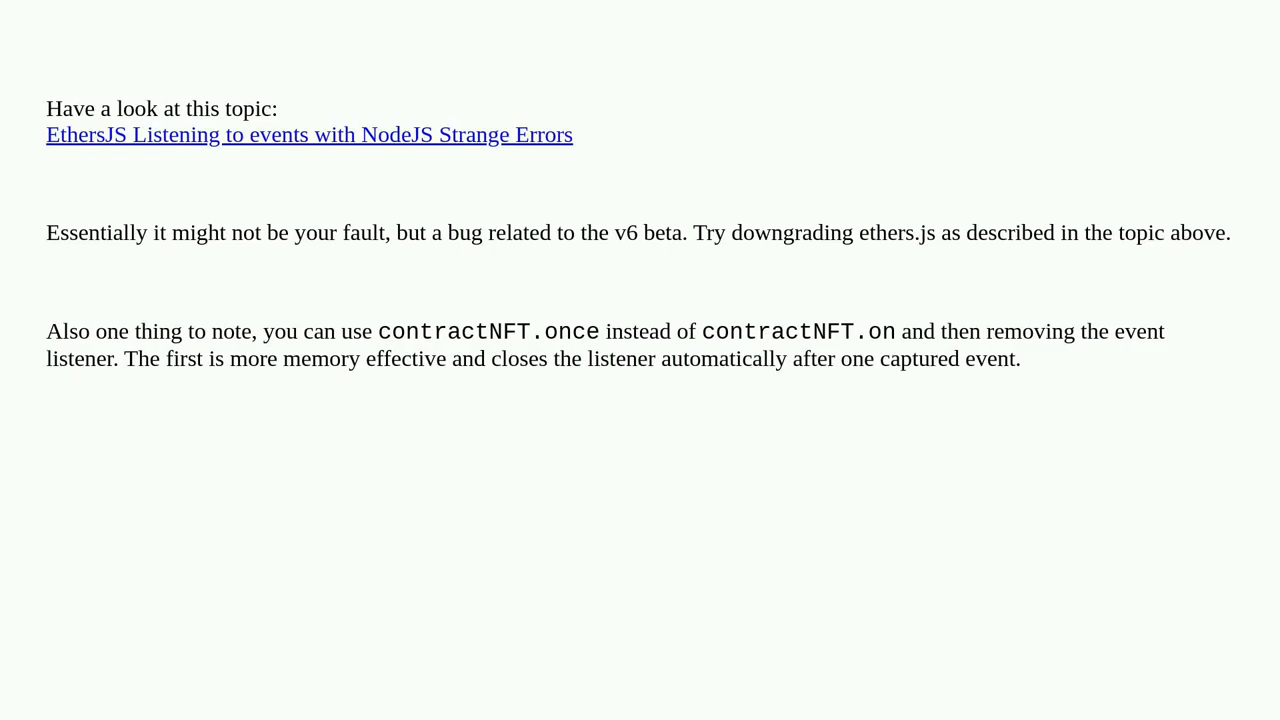 Have a look at this topic:
EthersJS Listening to events with NodeJS Strange Errors
Essentially it might not be your fault, but a bug related to the v6 beta. Try downgrading ethers.js as described in the topic above.
Also one thing to note, you can use contractNFT.once instead of contractNFT.on and then removing the event
listener. The first is more memory effective and closes the listener automatically after one captured event.